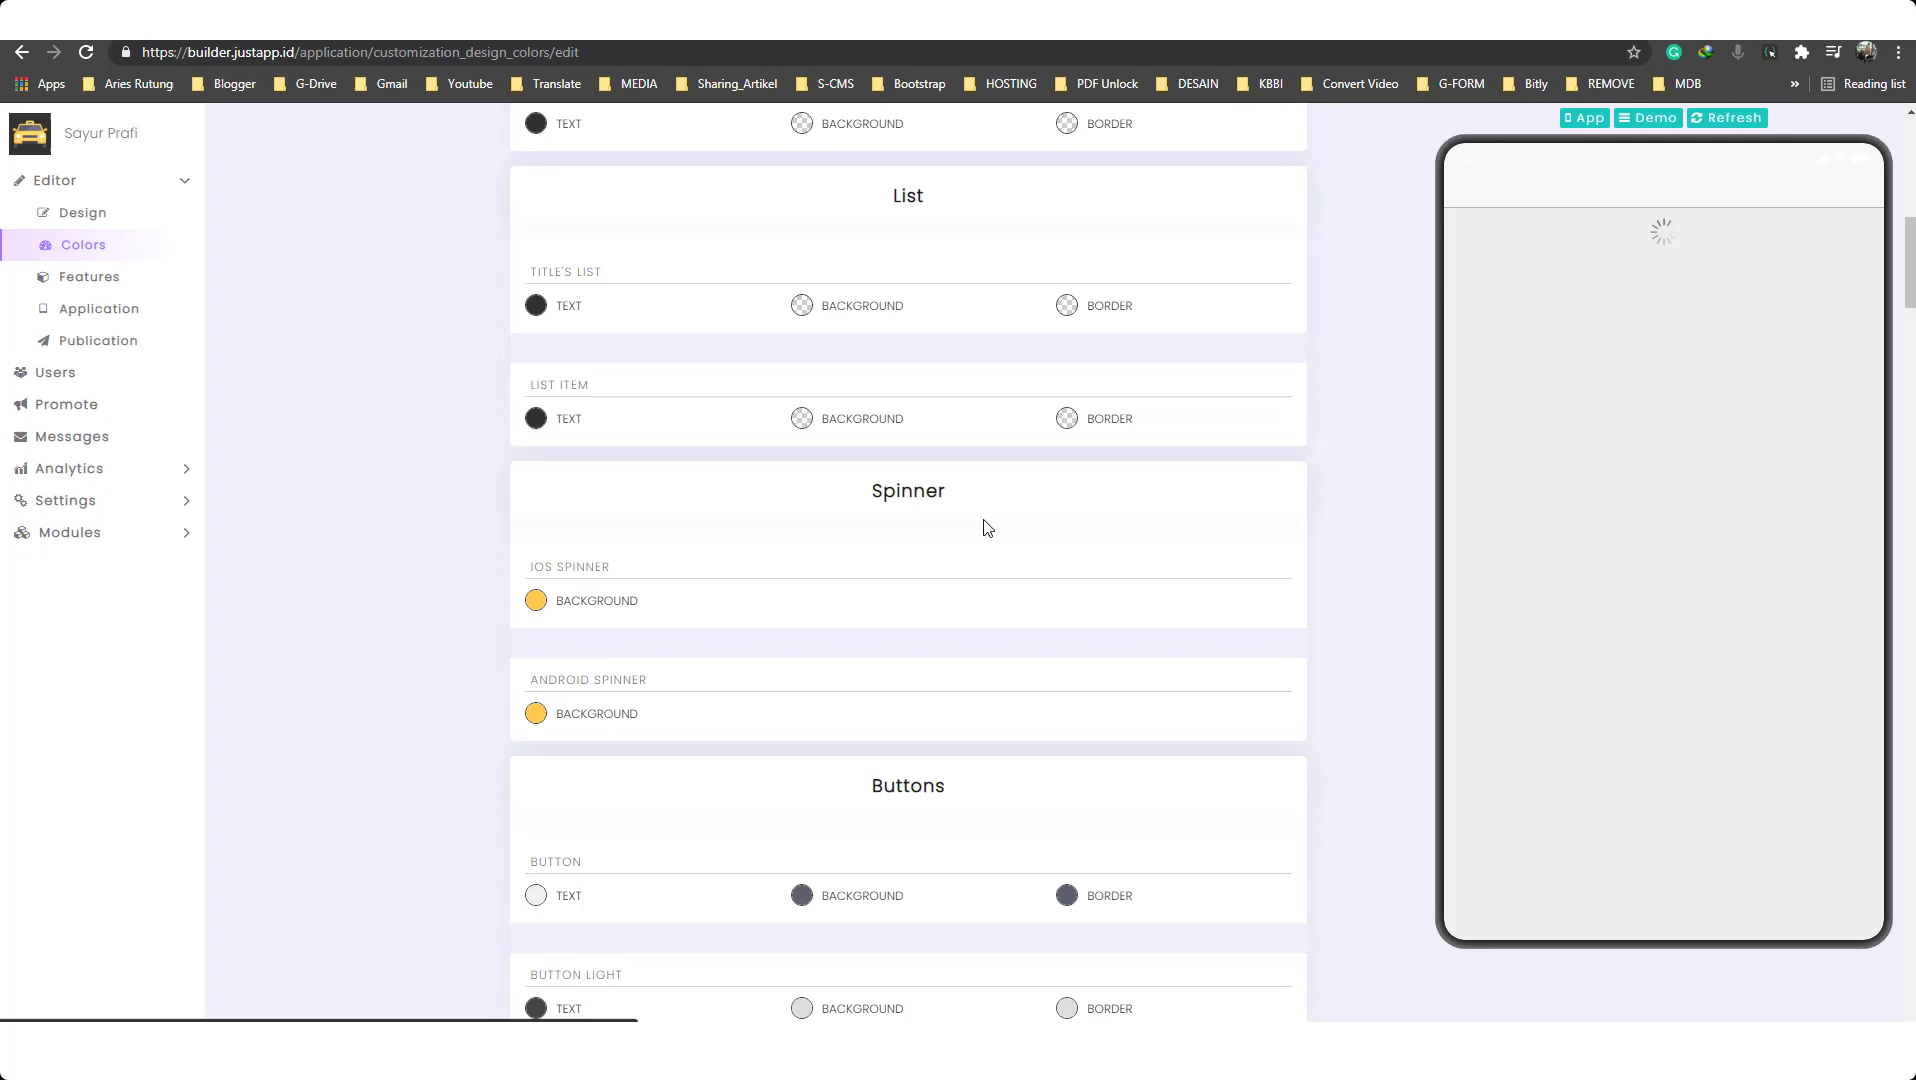 https://builder.justapp.id/application/customization_design_colors/edit
Apps Aries Rutung Blogger G-Drive Gmail Youtube Translate MEDIA Sharing_Artikel S-CMS Bootstrap HOSTING PDF Unlock DESAIN KBBI Convert Video G-FORM Bitly REMOVE MDB » Reading list
Sayur Prafi
Editor
Design
Colors
Features
Application
Publication
Users
Promote
Messages
Analytics
Settings
Modules
TEXT BACKGROUND BORDER
List
TITLE'S LIST
TEXT BACKGROUND BORDER
LIST ITEM
TEXT BACKGROUND BORDER
Spinner
IOS SPINNER
BACKGROUND
ANDROID SPINNER
BACKGROUND
Buttons
BUTTON
TEXT BACKGROUND BORDER
BUTTON LIGHT
TEXT BACKGROUND BORDER
App Demo Refresh